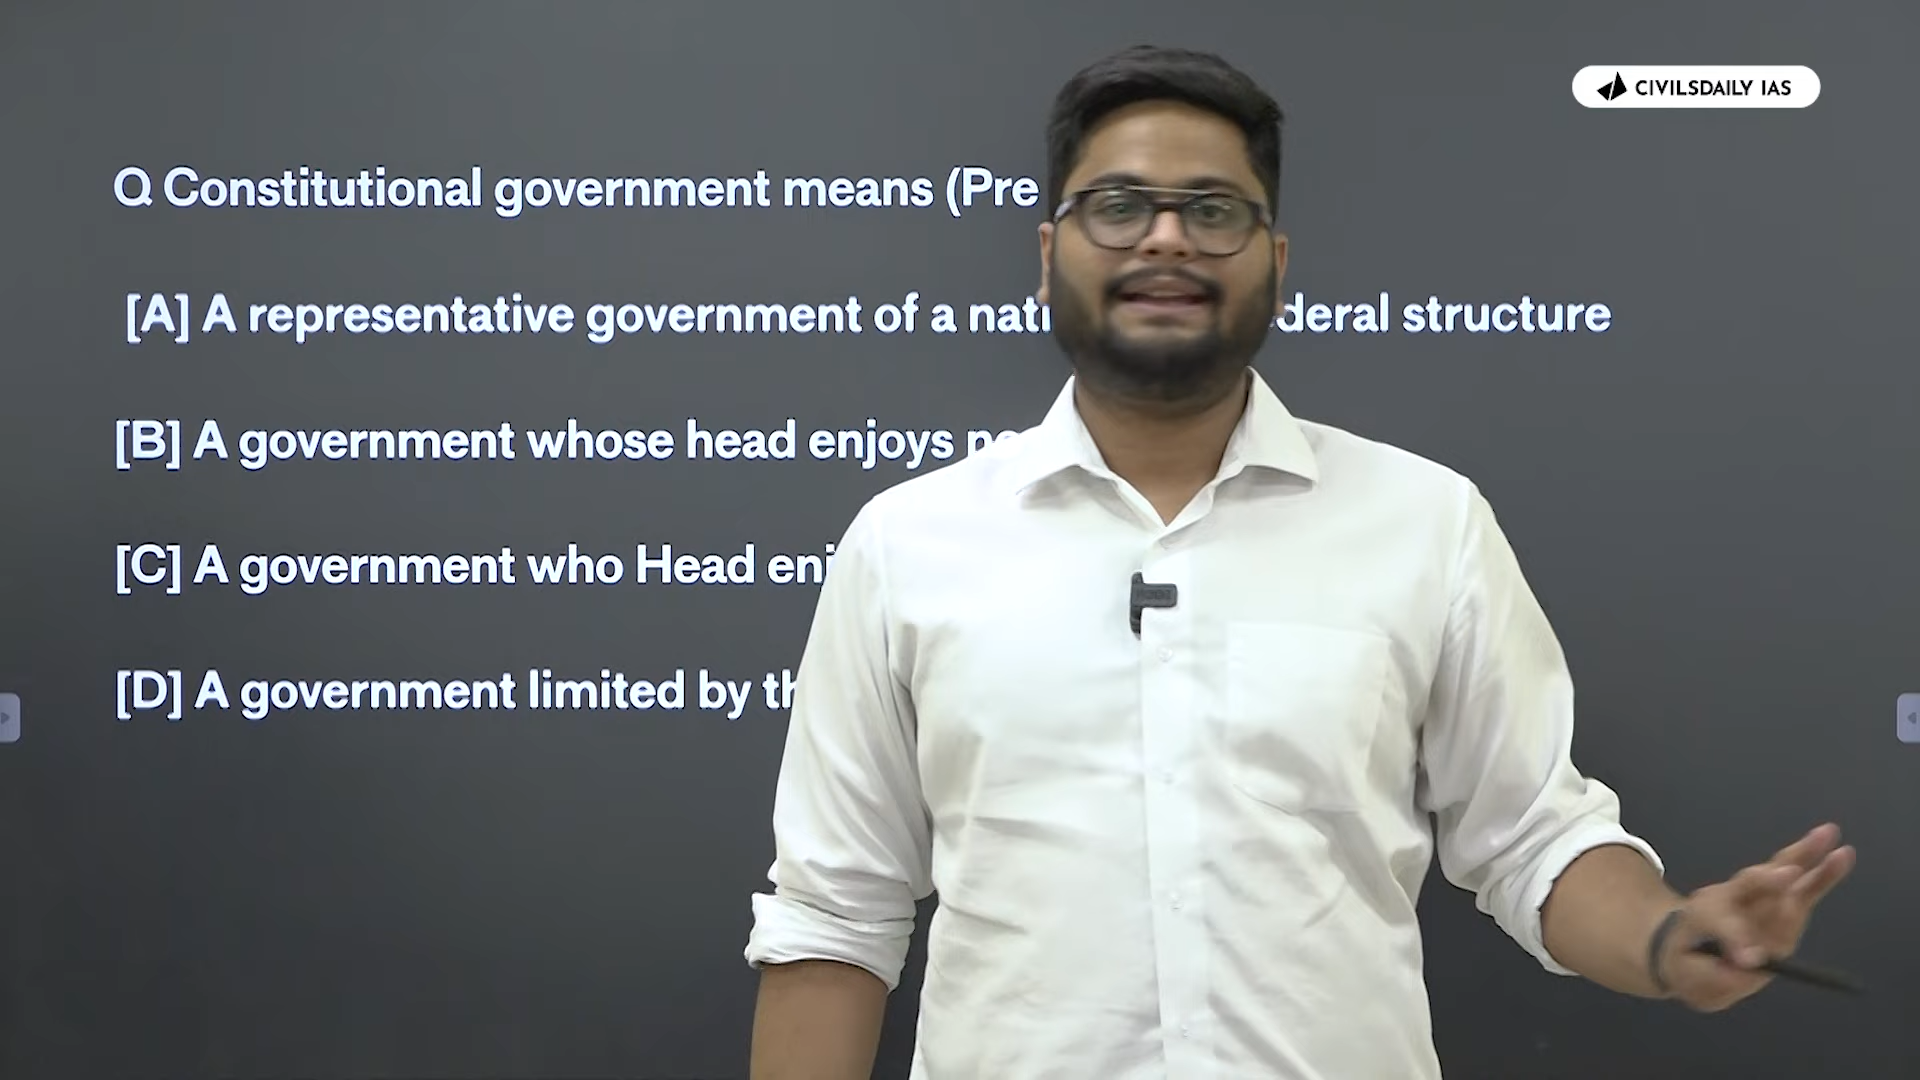 CIVILSDAILY IAS
Q Constitutional government means (Pre
[A] A representative government of a nati deral structure
[B] A government whose head enjoys
[C] A government who Head enj
[D] A government limited by th